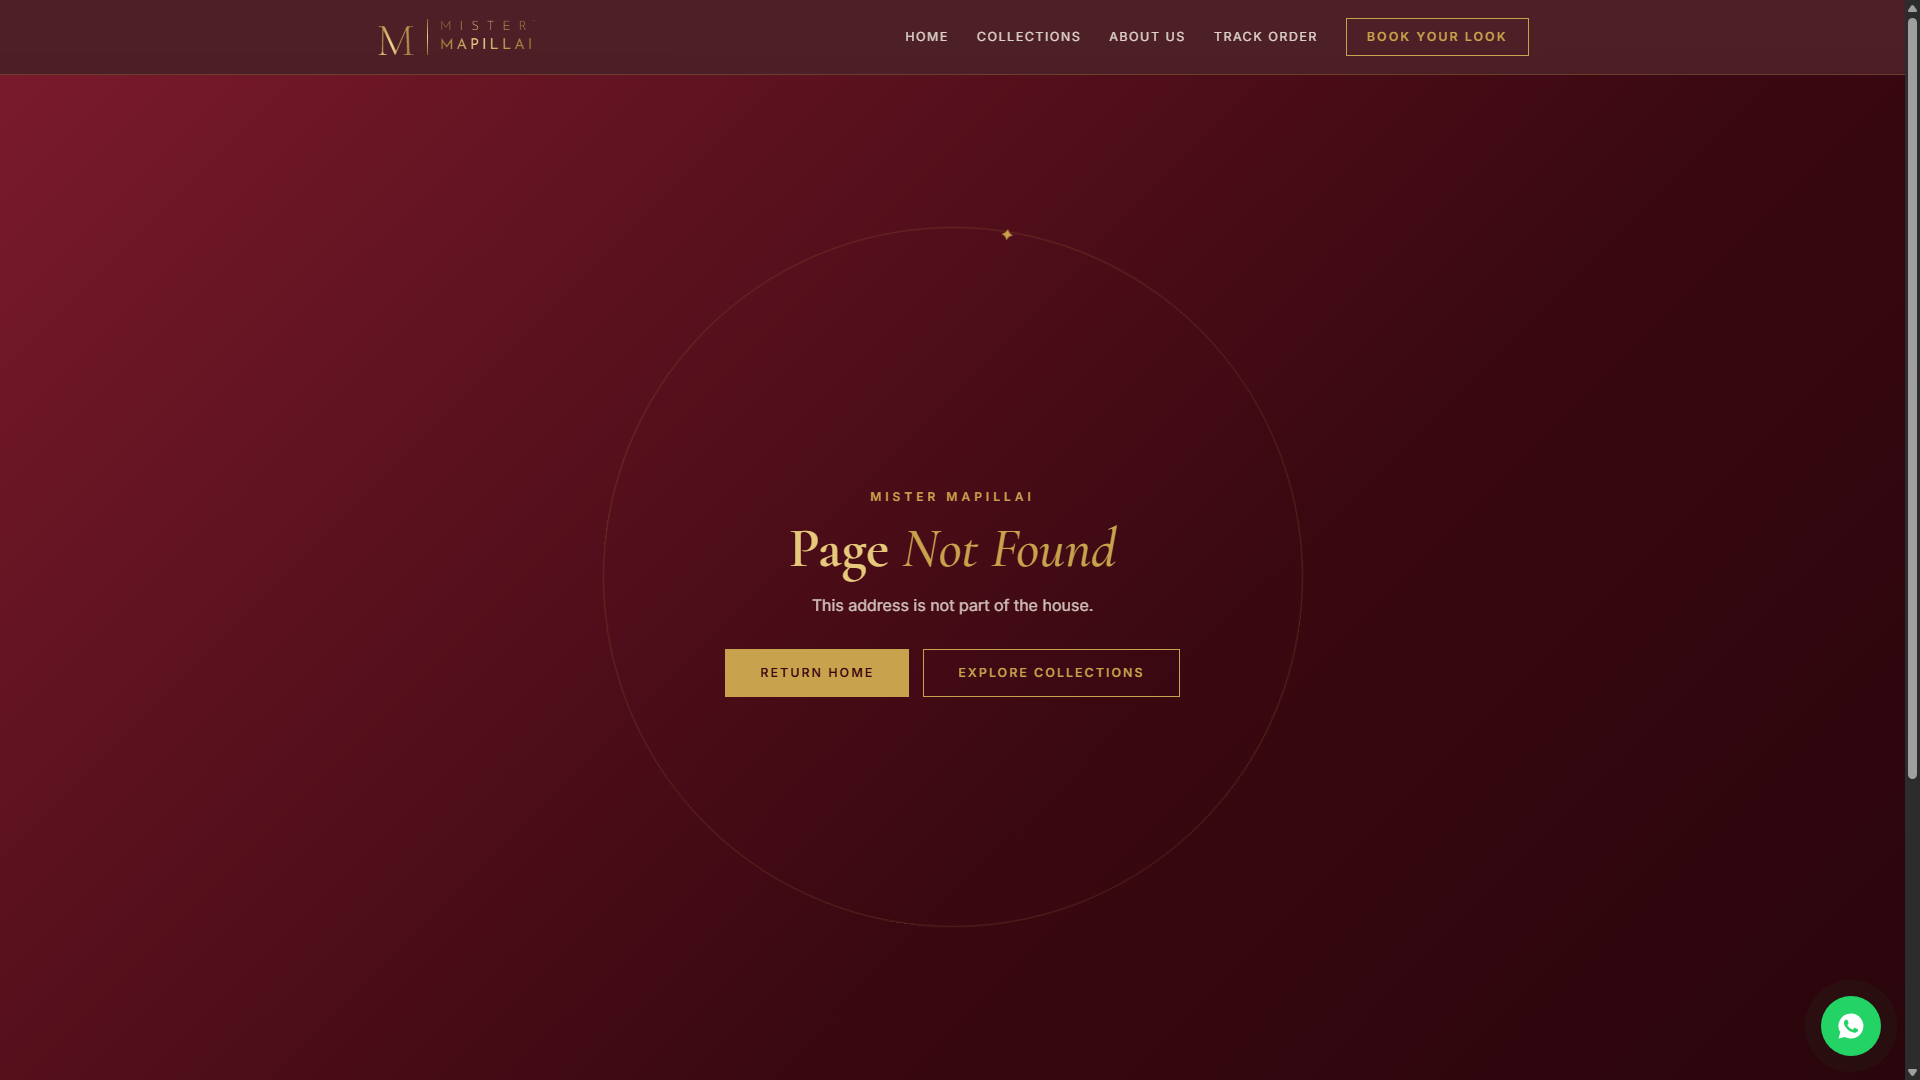 M
MISTER
MAPILLAI
HOME
COLLECTIONS
ABOUT US
TRACK ORDER
BOOK YOUR LOOK
MISTER MAPILLAI
Page Not Found
This address is not part of the house.
RETURN HOME
EXPLORE COLLECTIONS